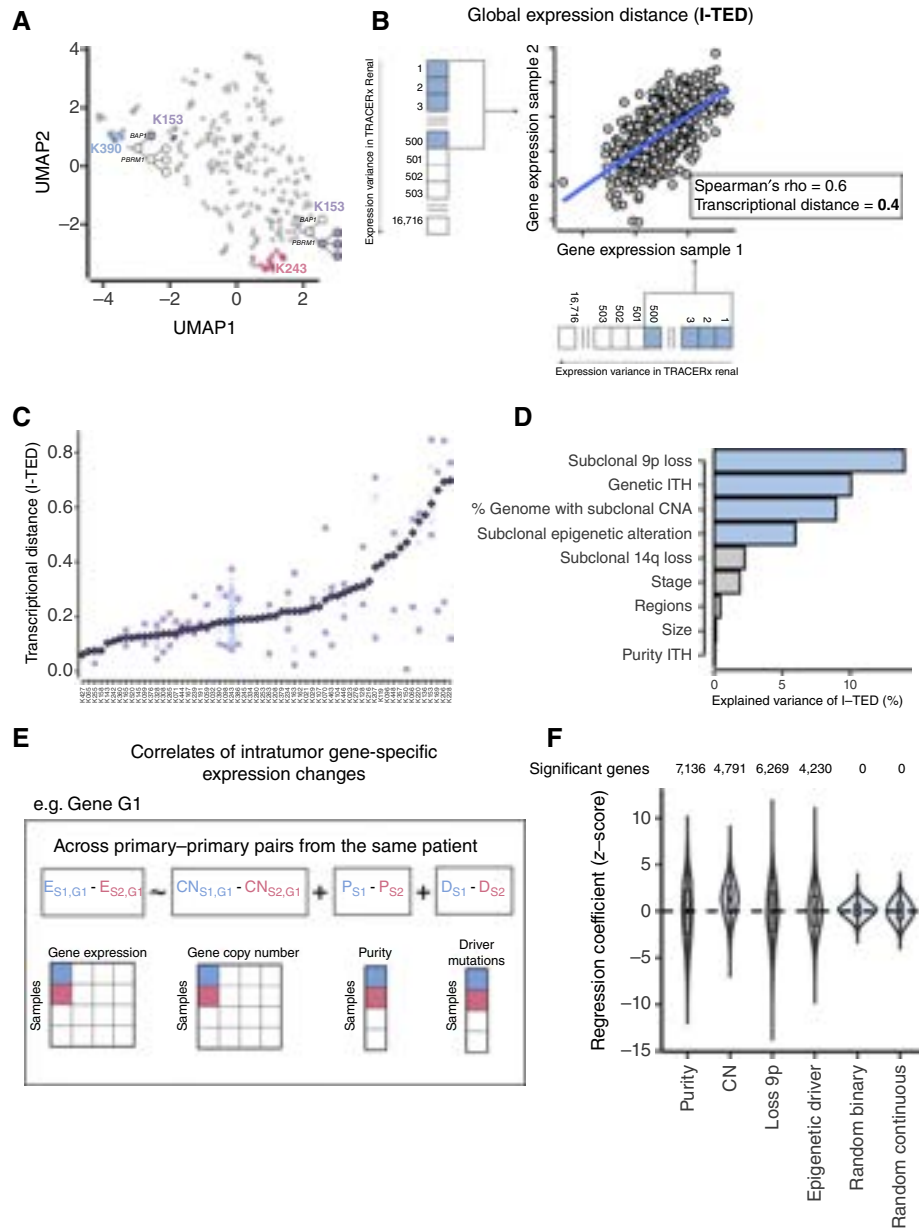 A
UMAP2
4
2
0
−2
−4
−2
0
2
UMAP1
K390
K153
BAP1
PBRM1
K153
BAP1
PBRM1
K243
B
Global expression distance (I-TED)
Expression variance in TRACERx Renal
1
2
3
500
501
502
503
16,716
Gene expression sample 2
Spearman's rho = 0.6
Transcriptional distance = 0.4
Gene expression sample 1
16,716
503
502
501
500
3
2
1
Expression variance in TRACERx renal
C
Transcriptional distance (I-TED)
0.8
0.6
0.4
0.2
0.0
D
Subclonal 9p loss
Genetic ITH
% Genome with subclonal CNA
Subclonal epigenetic alteration
Subclonal 14q loss
Stage
Regions
Size
Purity ITH
0
5
10
Explained variance of I–TED (%)
E
Correlates of intratumor gene-specific
expression changes
e.g. Gene G1
Across primary–primary pairs from the same patient
ES1,G1 - ES2,G1 ~ CNS1,G1 - CNS2,G1 + PS1 - PS2 + DS1 - DS2
Gene expression
Gene copy number
Purity
Driver
mutations
Samples
Samples
Samples
Samples
F
Significant genes
7,136
4,791
6,269
4,230
0
0
Regression coefficient (z–score)
10
5
0
−5
−10
−15
Purity
CN
Loss 9p
Epigenetic driver
Random binary
Random continuous